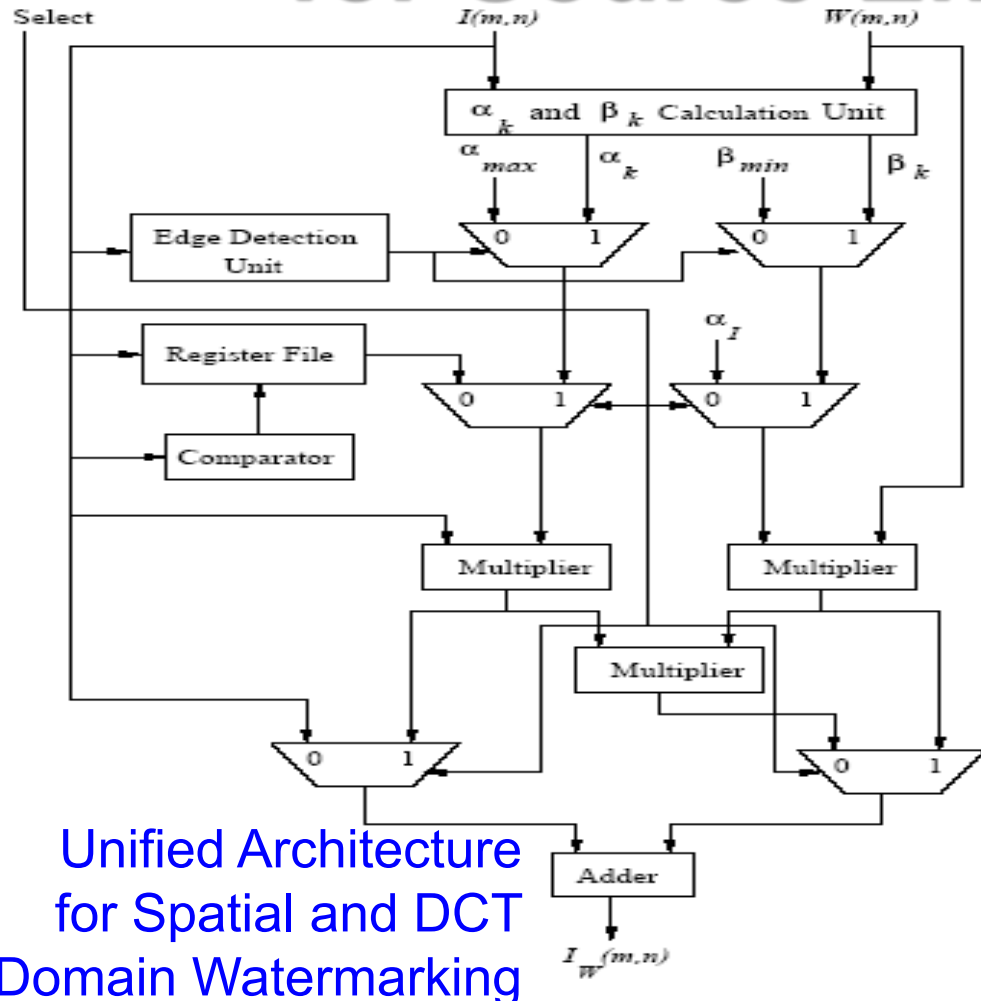 Select
I(m,n)
W(m,n)
α k and β k Calculation Unit
α max
α k
β min
β k
Edge Detection
Unit
0 1
0 1
α I
Register File
0 1
0 1
Comparator
Multiplier
Multiplier
Multiplier
0 1
0 1
Unified Architecture
for Spatial and DCT
Domain Watermarking
Adder
I W (m,n)